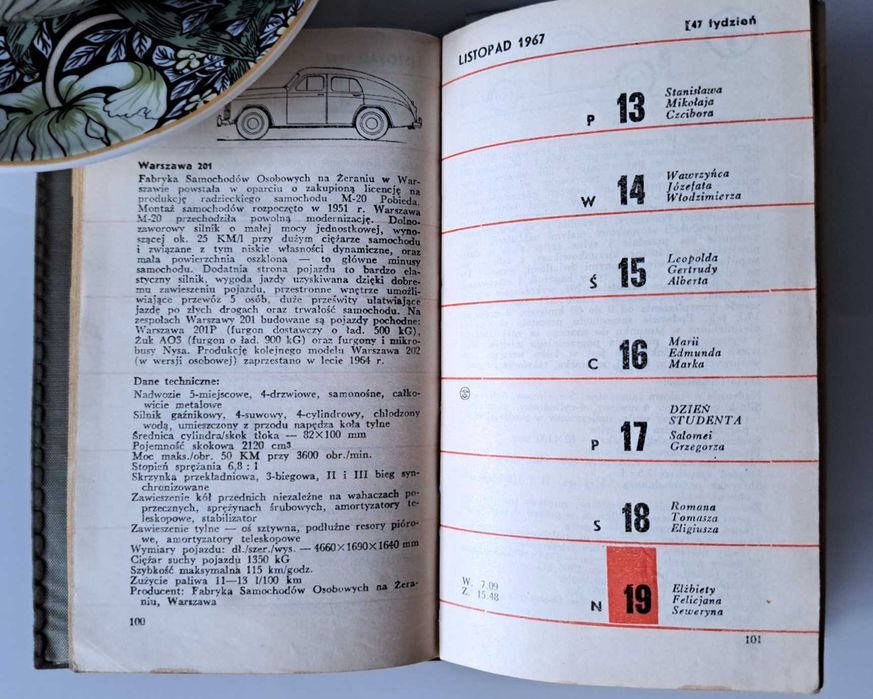 Warszawa 201
Fabryka Samochodów Osobowych na Żeraniu w War-
szawie powstała w oparciu o zakupioną licencję na
produkcję radzieckiego samochodu M-20 Pobieda.
Montaż samochodów rozpoczęto w 1951 r. Warszawa
M-20 przechodziła powolną modernizację. Dolno-
zaworowy silnik o małej mocy jednostkowej, wyno-
szącej ok. 25 KM/l przy dużym ciężarze samochodu
i związane z tym niskie własności dynamiczne, oraz
mała powierzchnia oszklona — to główne minusy
samochodu. Dodatnia strona pojazdu to bardzo ela-
styczny silnik, wygoda jazdy uzyskiwana dzięki dobre-
mu zawieszeniu pojazdu, przestronne wnętrze umożli-
wiające przewóz 5 osób, duże prześwity ułatwiające
jazdę po złych drogach oraz trwałość samochodu. Na
zespołach Warszawy 201 budowane są pojazdy pochodne:
Warszawa 201P (furgon dostawczy o ład. 500 kG),
Żuk AO3 (furgon o ład. 900 kG) oraz furgony i mikro-
busy Nysa. Produkcję kolejnego modelu Warszawa 202
(w wersji osobowej) zaprzestano w lecie 1964 r.
Dane techniczne:
Nadwozie 5-miejscowe, 4-drzwiowe, samonośne, całko-
wicie metalowe
Silnik gaźnikowy, 4-suwowy, 4-cylindrowy, chłodzony
wodą, umieszczony z przodu napędza koła tylne
Średnica cylindra/skok tłoka — 82×100 mm
Pojemność skokowa 2120 cm³
Moc maks./obr. 50 KM przy 3600 obr./min.
Stopień sprężania 6,8 : 1
Skrzynka przekładniowa, 3-biegowa, II i III bieg syn-
chronizowane
Zawieszenie kół przednich niezależne na wahaczach po-
przecznych, sprężynach śrubowych, amortyzatory te-
leskopowe, stabilizator
Zawieszenie tylne — oś sztywna, podłużne resory pióro-
we, amortyzatory teleskopowe
Wymiary pojazdu: dł./szer./wys. — 4660×1690×1640 mm
Ciężar suchy pojazdu 1350 kG
Szybkość maksymalna 115 km/godz.
Zużycie paliwa 11—13 l/100 km
Producent: Fabryka Samochodów Osobowych na Żera-
niu, Warszawa
100
LISTOPAD 1967
[47 tydzień
P 13 Stanisława
Mikołaja
Czcibora
W 14 Wawrzyńca
Józefata
Włodzimierza
Ś 15 Leopolda
Gertrudy
Alberta
C 16 Marii
Edmunda
Marka
P 17 DZIEŃ
STUDENTA
Salomei
Grzegorza
S 18 Romana
Tomasza
Eligiusza
W. 7.09
Z. 15.48
N 19 Elżbiety
Felicjana
Seweryna
101